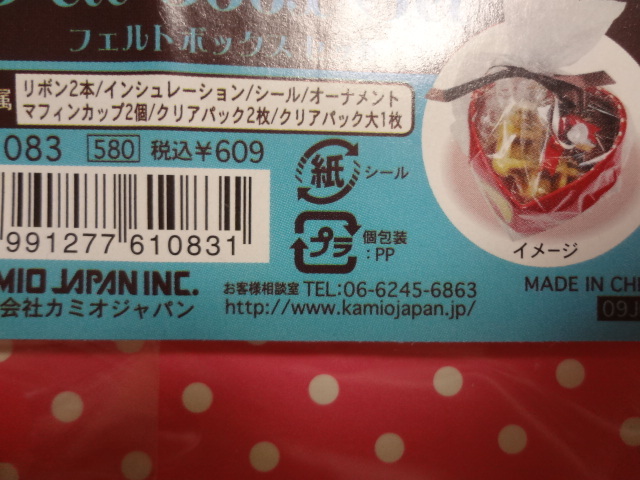 フェルトボックス
属
リボン2本/インシュレーション/シール/オーナメント
マフィンカップ2個/クリアパック2枚/クリアパック大1枚
083 580 税込¥609
紙 シール
991277 610831
プラ 個包装
:PP
イメージ
MIO JAPAN INC.
会社カミオジャパン
お客様相談室 TEL:06-6245-6863
http://www.kamiojapan.jp/
MADE IN CH
09J